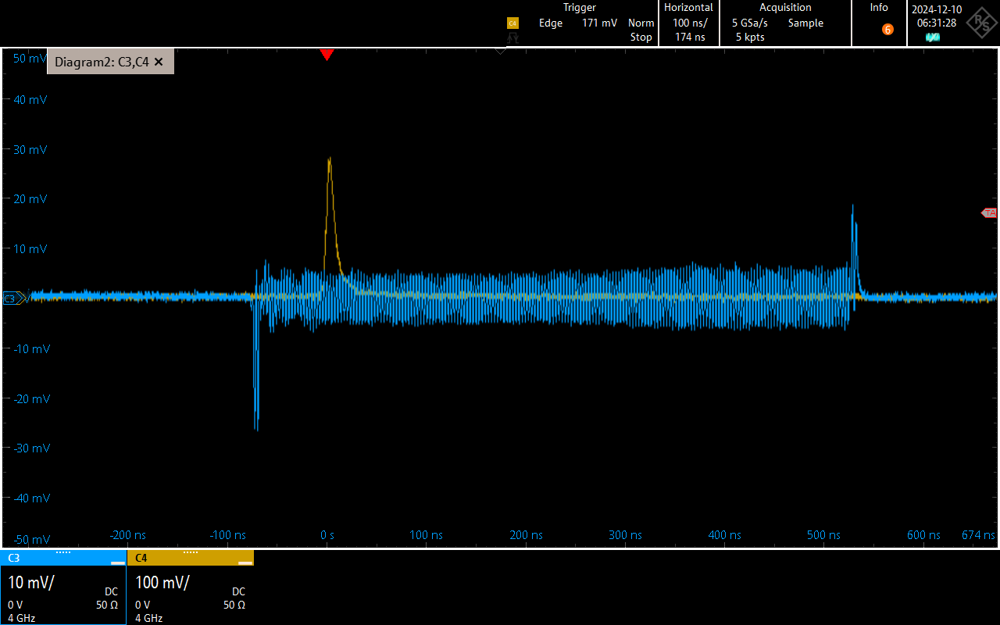 Trigger
C4 Edge 171 mV Norm
Stop
Horizontal
100 ns/
174 ns
Acquisition
5 GSa/s Sample
5 kpts
Info
6
2024-12-10
06:31:28
R&S
Diagram2: C3,C4 ×
50 mV
40 mV
30 mV
20 mV
TA
10 mV
C3
-10 mV
-20 mV
-30 mV
-40 mV
-50 mV
-200 ns -100 ns 0 s 100 ns 200 ns 300 ns 400 ns 500 ns 600 ns 674 ns
C3
10 mV/
DC
0 V 50 Ω
4 GHz
C4
100 mV/
DC
0 V 50 Ω
4 GHz